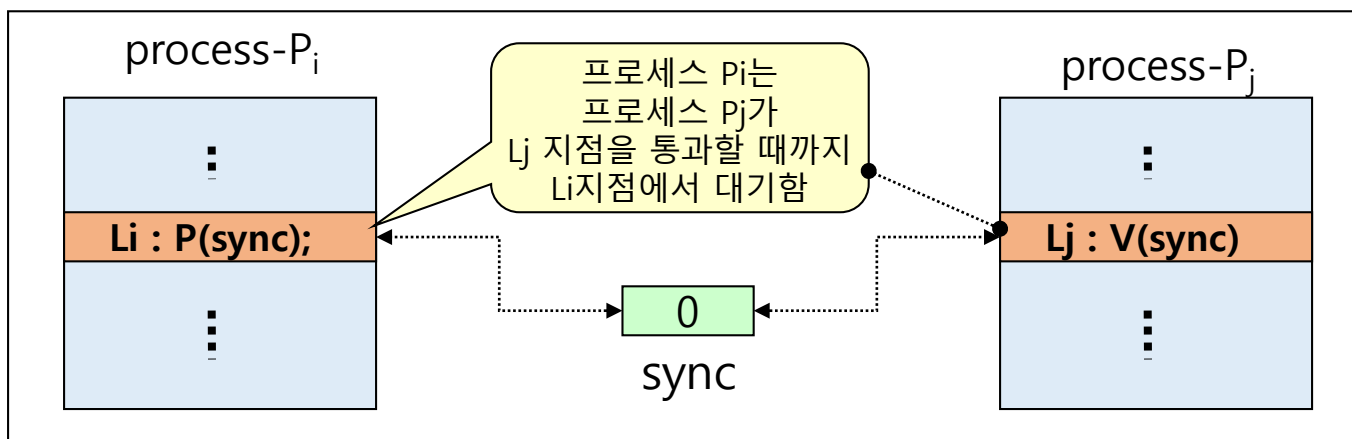 process-Pi
프로세스 Pi는
프로세스 Pj가
Lj 지점을 통과할 때까지
Li지점에서 대기함
process-Pj
Li : P(sync);
Lj : V(sync)
0
sync